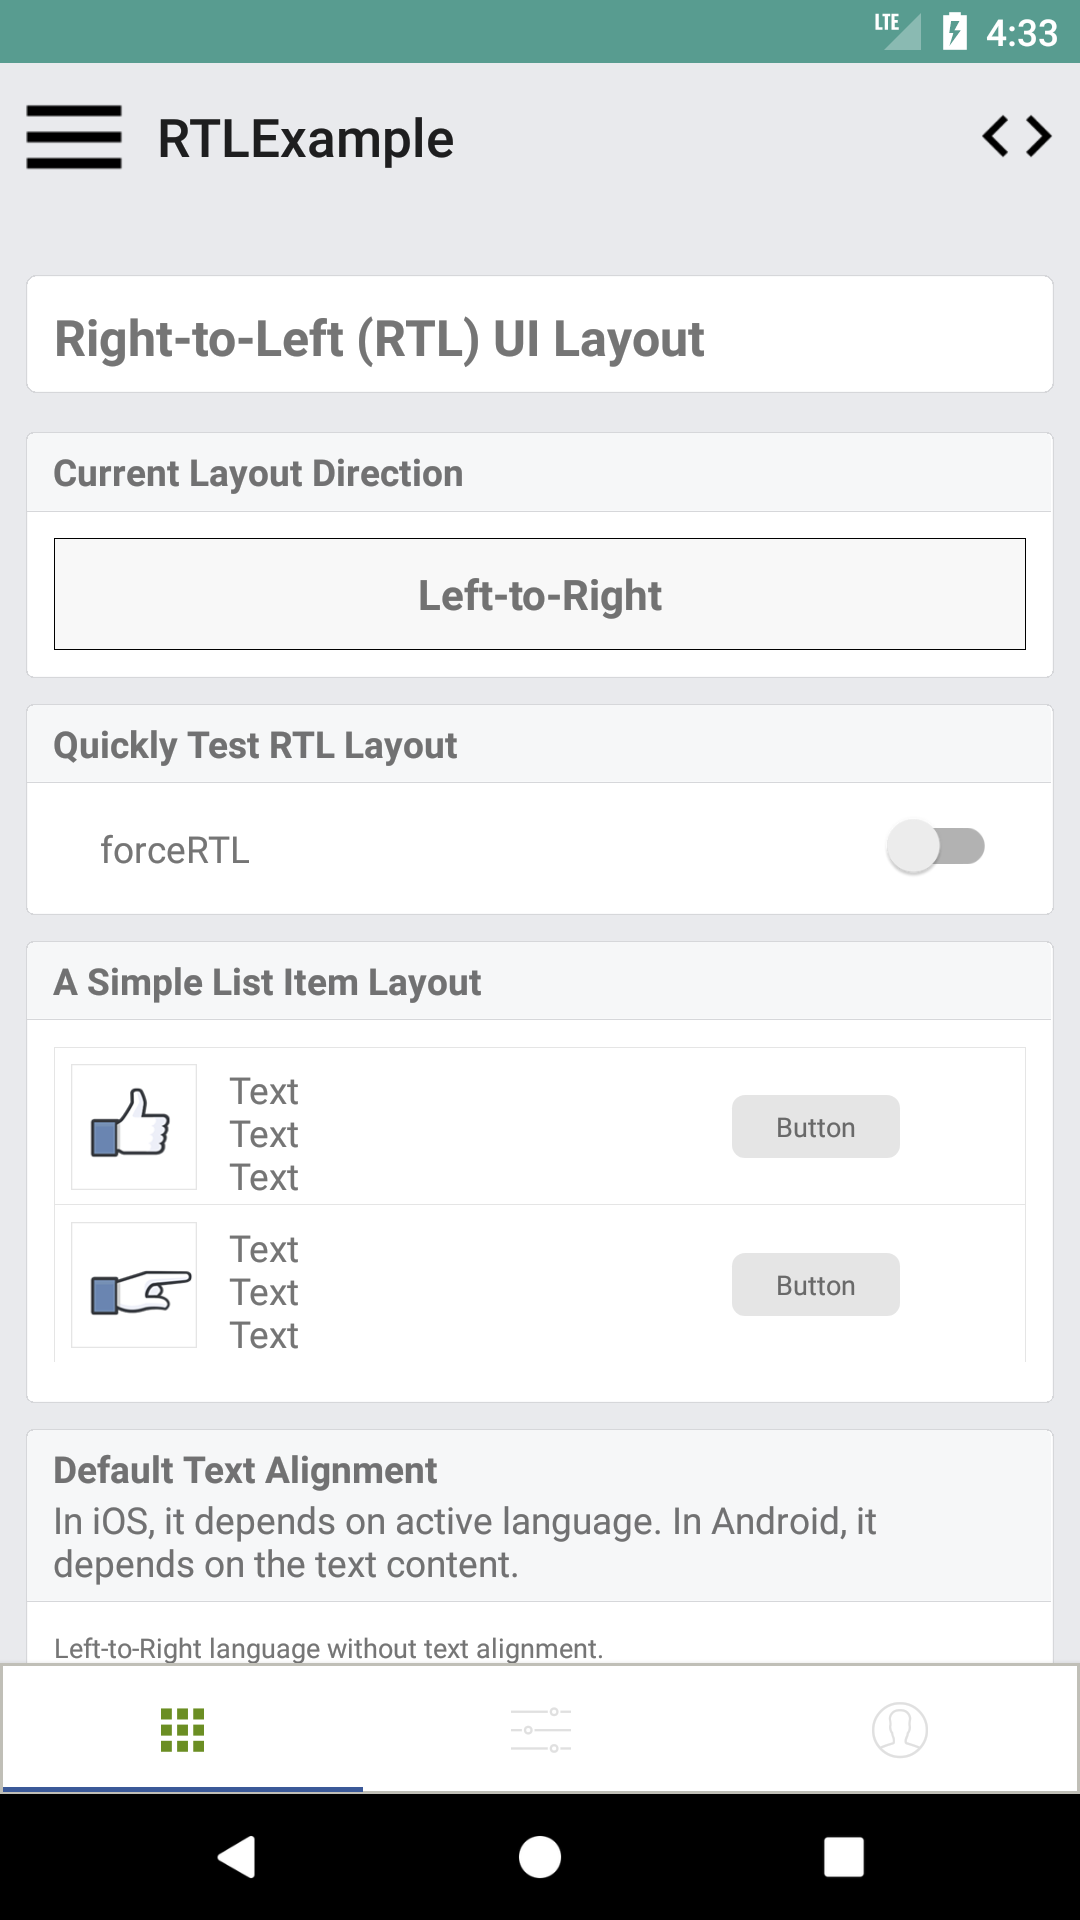 LTE 4:33
RTLExample
Right-to-Left (RTL) UI Layout
Current Layout Direction
Left-to-Right
Quickly Test RTL Layout
forceRTL
A Simple List Item Layout
Text
Text
Text
Button
Text
Text
Text
Button
Default Text Alignment
In iOS, it depends on active language. In Android, it
depends on the text content.
Left-to-Right language without text alignment.